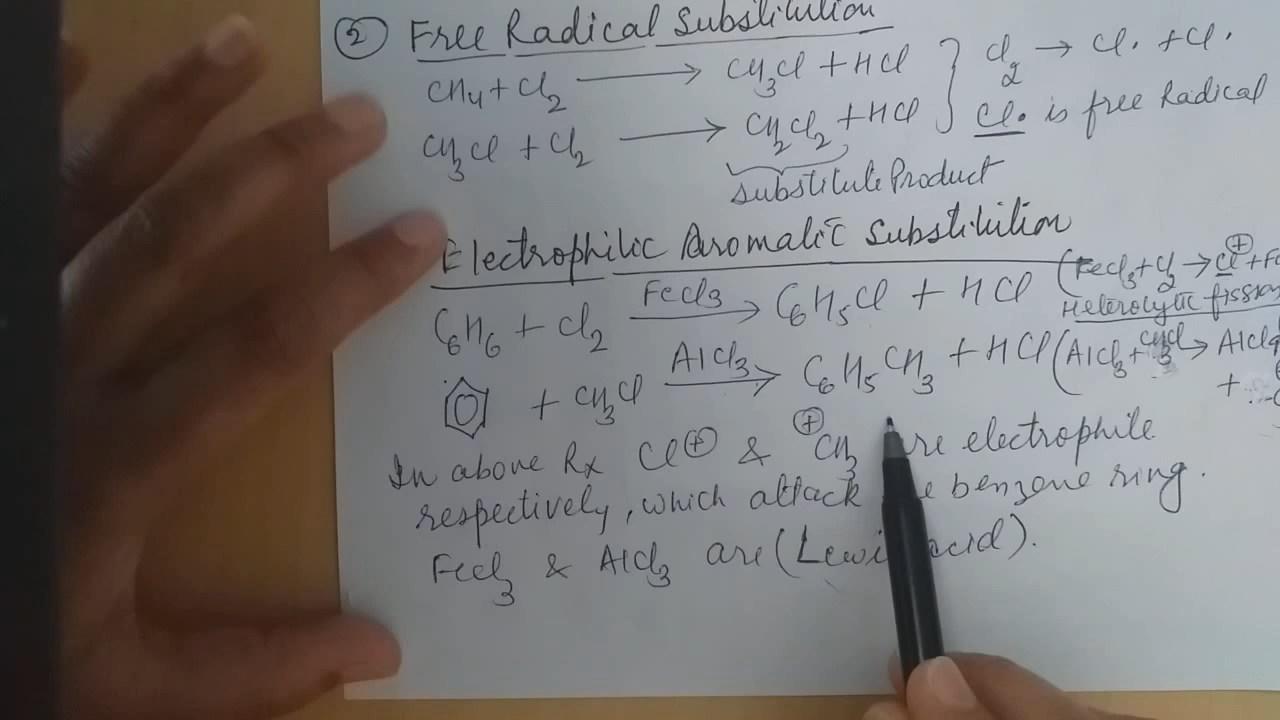 ② Free Radical Substitution
CH4 + Cl2 → CH3Cl + HCl } Cl2 → Cl• + Cl•
CH3Cl + Cl2 → CH2Cl2 + HCl } Cl• is free Radical
Substitute Product
Electrophilic Aromatic Substitution
C6H6 + Cl2 FeCl3 → C6H5Cl + HCl (FeCl3 + Cl2 → Cl⊕ +
Heterolytic fission
+ CH3Cl AlCl3 → C6H5CH3 + HCl (AlCl3 + CH3Cl → AlCl4
+
In above Rx Cl⊕ & ⊕CH3 are electrophile
respectively, which attack benzene ring.
FeCl3 & AlCl3 are (Lewis acid).